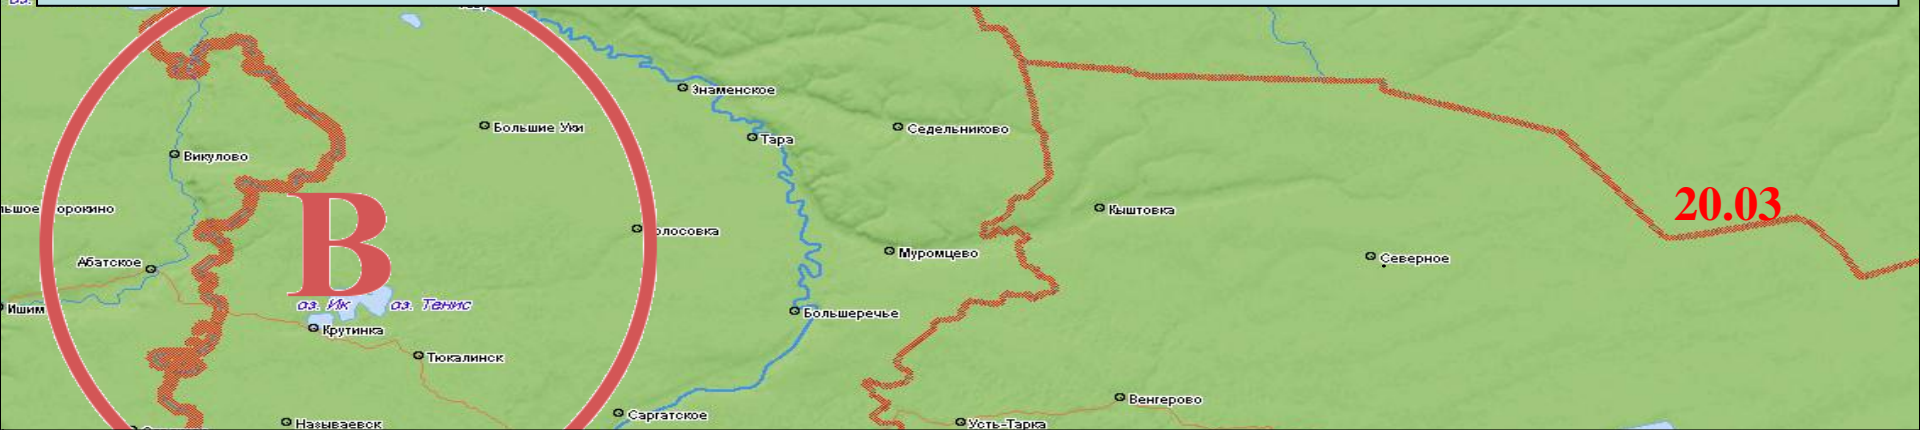 Знаменское
Большие Уки
Седельниково
Тара
Викулово
20.03
Кыштовка
В
Муромцево
Северное
Абатское
оз. Ик
оз. Тенис
Ишим
Большеречье
Крутинка
Тюкалинск
Венгерово
Саргатское
Называевск
Усть-Тарка